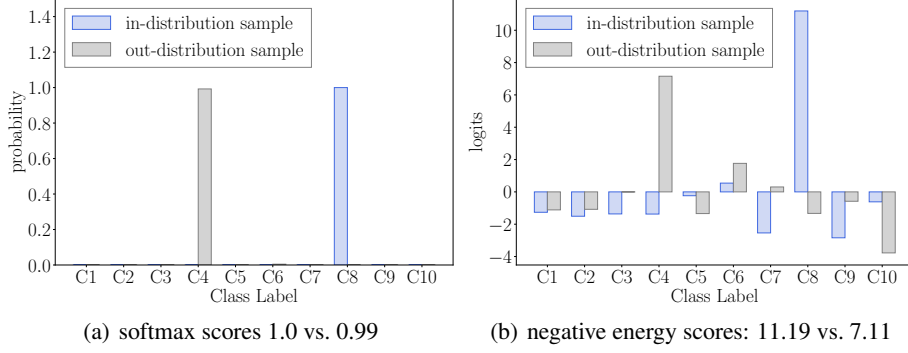 1.4
1.2
1.0
0.8
0.6
0.4
0.2
0.0
probability
in-distribution sample
out-distribution sample
C1 C2 C3 C4 C5 C6 C7 C8 C9 C10
Class Label
(a) softmax scores 1.0 vs. 0.99
10
8
6
4
2
0
−2
−4
logits
in-distribution sample
out-distribution sample
C1 C2 C3 C4 C5 C6 C7 C8 C9 C10
Class Label
(b) negative energy scores: 11.19 vs. 7.11